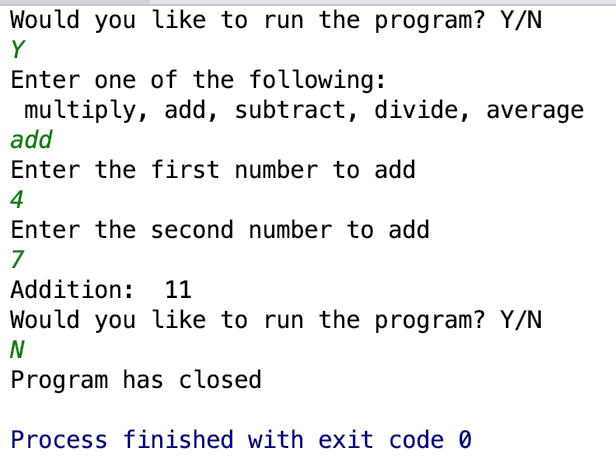 Would you like to run the program? Y/N
Y
Enter one of the following:
 multiply, add, subtract, divide, average
add
Enter the first number to add
4
Enter the second number to add
7
Addition:  11
Would you like to run the program? Y/N
N
Program has closed

Process finished with exit code 0